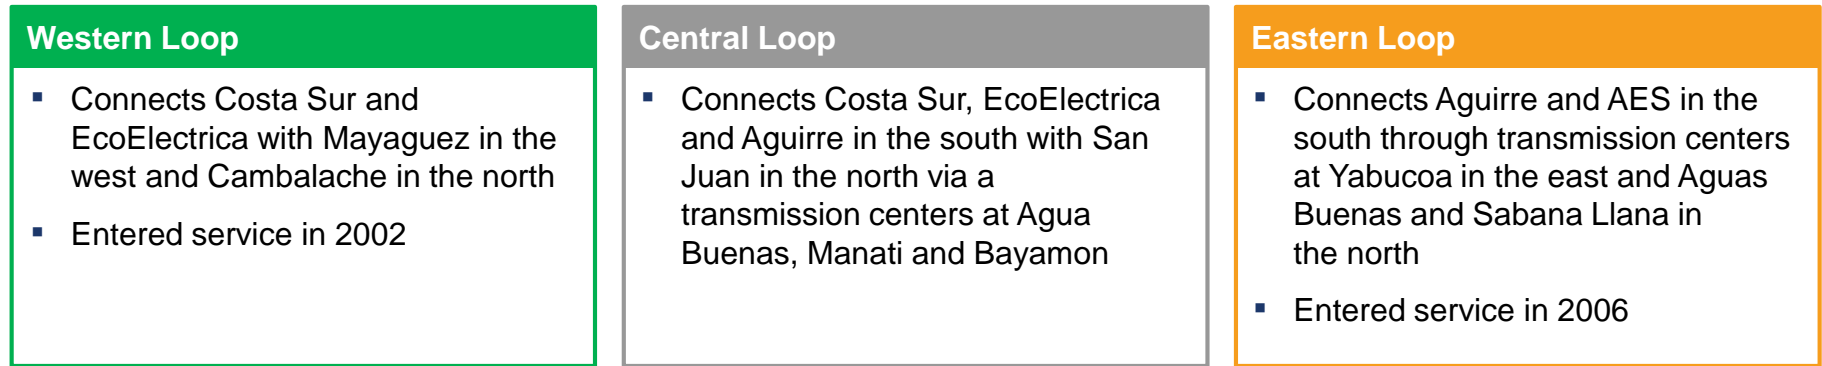 Western Loop
▪ Connects Costa Sur and
EcoElectrica with Mayaguez in the
west and Cambalache in the north
▪ Entered service in 2002
Central Loop
▪ Connects Costa Sur, EcoElectrica
and Aguirre in the south with San
Juan in the north via a
transmission centers at Agua
Buenas, Manati and Bayamon
Eastern Loop
▪ Connects Aguirre and AES in the
south through transmission centers
at Yabucoa in the east and Aguas
Buenas and Sabana Llana in
the north
▪ Entered service in 2006